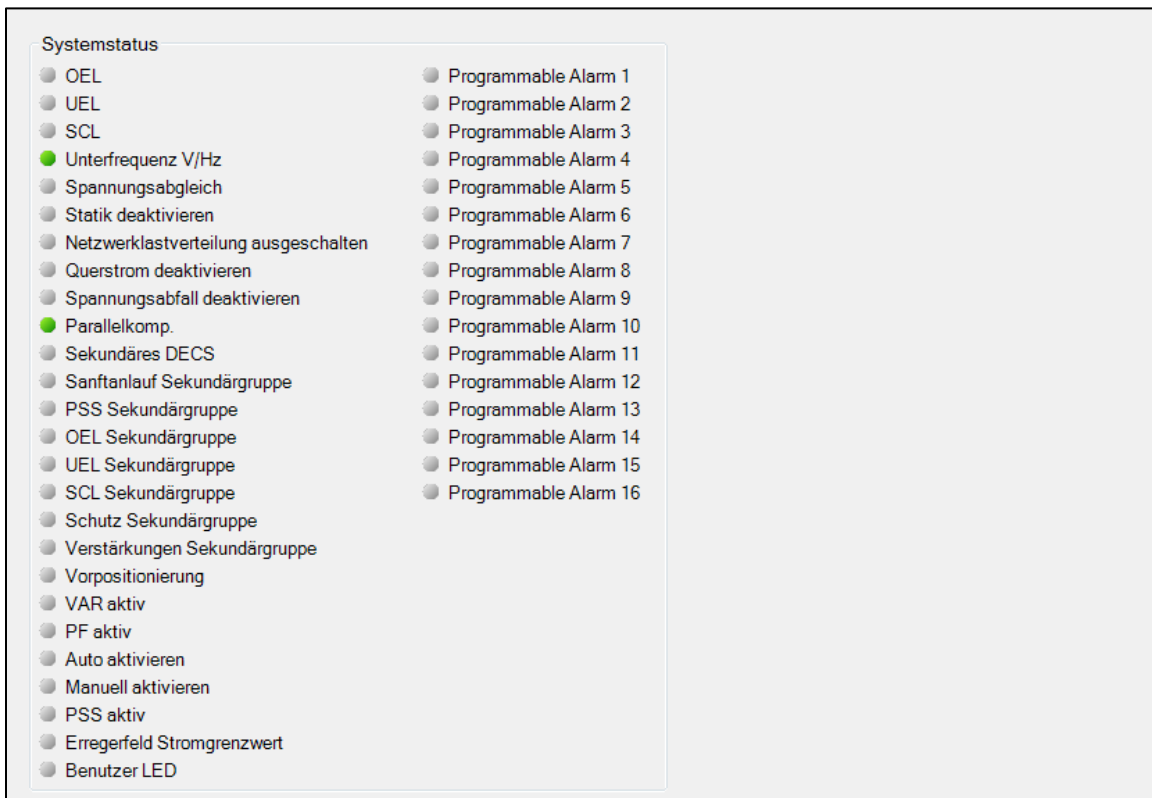 Systemstatus
OEL
UEL
SCL
Unterfrequenz V/Hz
Spannungsabgleich
Statik deaktivieren
Netzwerklastverteilung ausgeschalten
Querstrom deaktivieren
Spannungsabfall deaktivieren
Parallelkomp.
Sekundäres DECS
Sanftanlauf Sekundärgruppe
PSS Sekundärgruppe
OEL Sekundärgruppe
UEL Sekundärgruppe
SCL Sekundärgruppe
Schutz Sekundärgruppe
Verstärkungen Sekundärgruppe
Vorpositionierung
VAR aktiv
PF aktiv
Auto aktivieren
Manuell aktivieren
PSS aktiv
Erregerfeld Stromgrenzwert
Benutzer LED
Programmable Alarm 1
Programmable Alarm 2
Programmable Alarm 3
Programmable Alarm 4
Programmable Alarm 5
Programmable Alarm 6
Programmable Alarm 7
Programmable Alarm 8
Programmable Alarm 9
Programmable Alarm 10
Programmable Alarm 11
Programmable Alarm 12
Programmable Alarm 13
Programmable Alarm 14
Programmable Alarm 15
Programmable Alarm 16